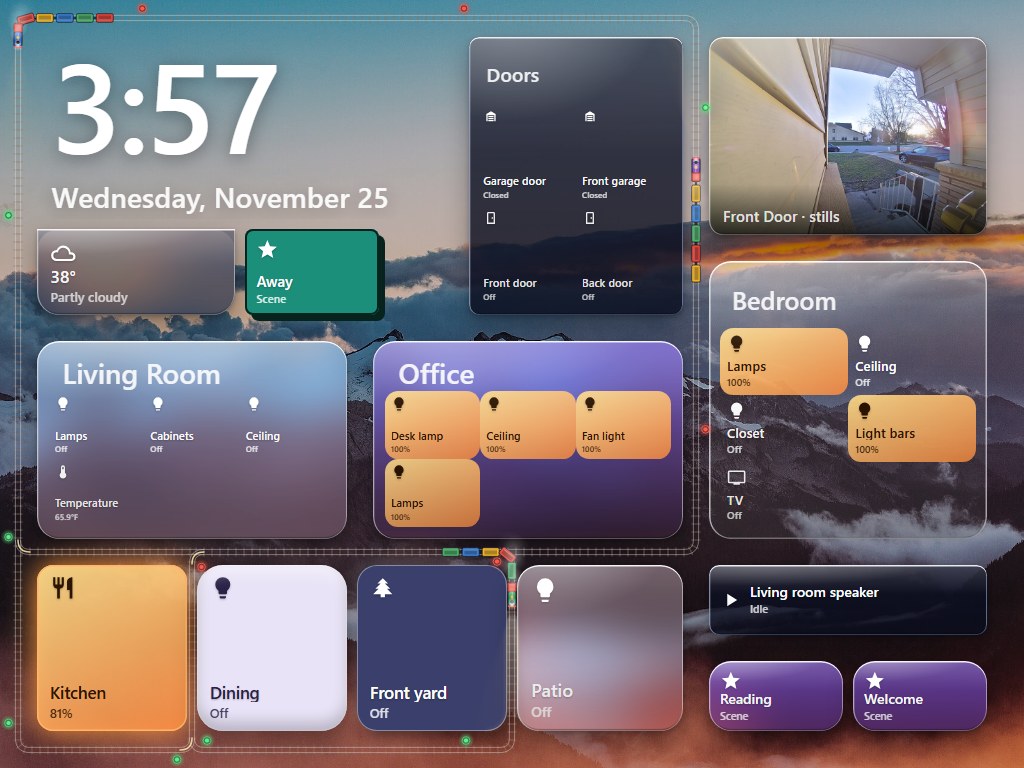 3:57
Wednesday, November 25
38°
Partly cloudy
Away
Scene
Doors
Garage door
Closed
Front garage
Closed
Front door
Off
Back door
Off
Front Door · stills
Living Room
Lamps
Off
Cabinets
Off
Ceiling
Off
Temperature
65.9°F
Office
Desk lamp
100%
Ceiling
100%
Fan light
100%
Lamps
100%
Bedroom
Lamps
100%
Ceiling
Off
Closet
Off
Light bars
100%
TV
Off
Kitchen
81%
Dining
Off
Front yard
Off
Patio
Off
Living room speaker
Idle
Reading
Scene
Welcome
Scene